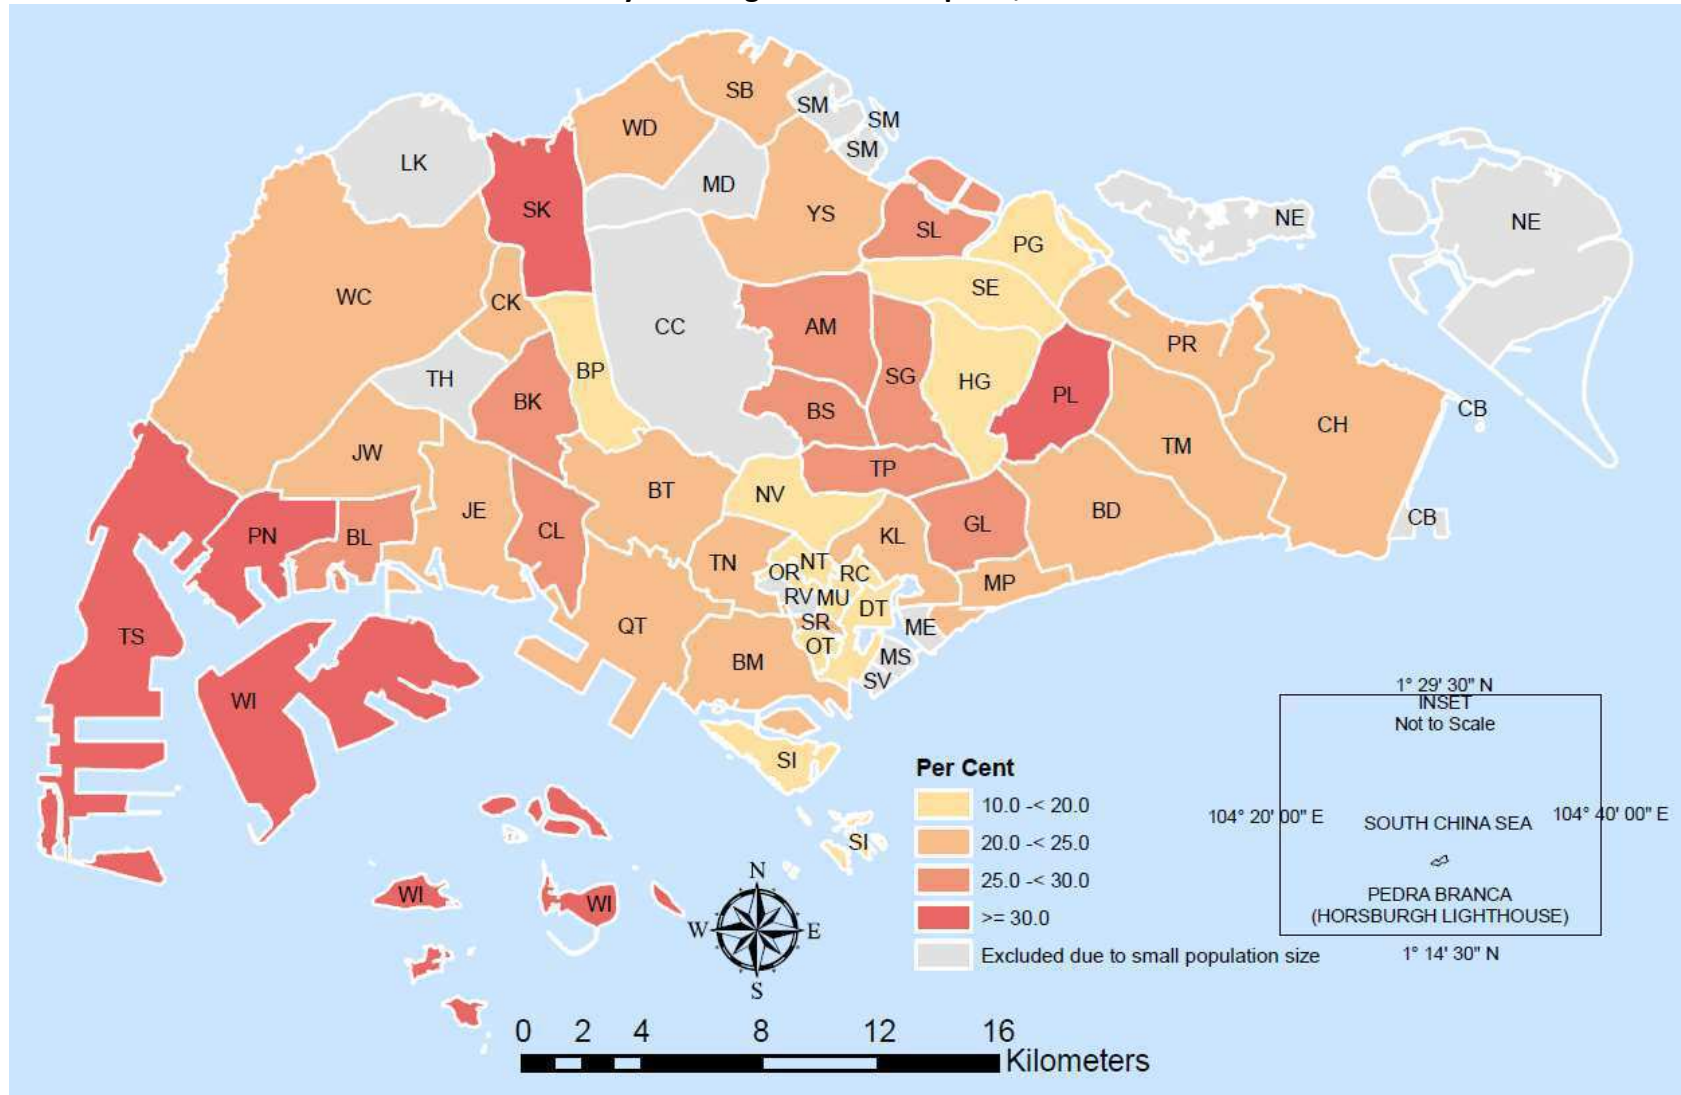 SB
SM
SM
SM
WD
LK
MD
SK
YS
SL
PG
NE
NE
WC
CK
SE
CC
AM
PR
TH
BP
SG
HG
PL
BK
BS
CB
CH
JW
TM
TP
BT
NV
JE
PN
BL
CL
GL
BD
CB
KL
TN
NT
OR
RC
MP
RV
MU
DT
SR
ME
TS
QT
OT
BM
MS
SV
WI
SI
SI
WI
WI
Per Cent
10.0 -< 20.0
20.0 -< 25.0
25.0 -< 30.0
>= 30.0
Excluded due to small population size
1° 29' 30" N
INSET
Not to Scale
104° 20' 00" E
104° 40' 00" E
SOUTH CHINA SEA
PEDRA BRANCA
(HORSBURGH LIGHTHOUSE)
1° 14' 30" N
N
W
E
S
0 2 4 8 12 16
Kilometers